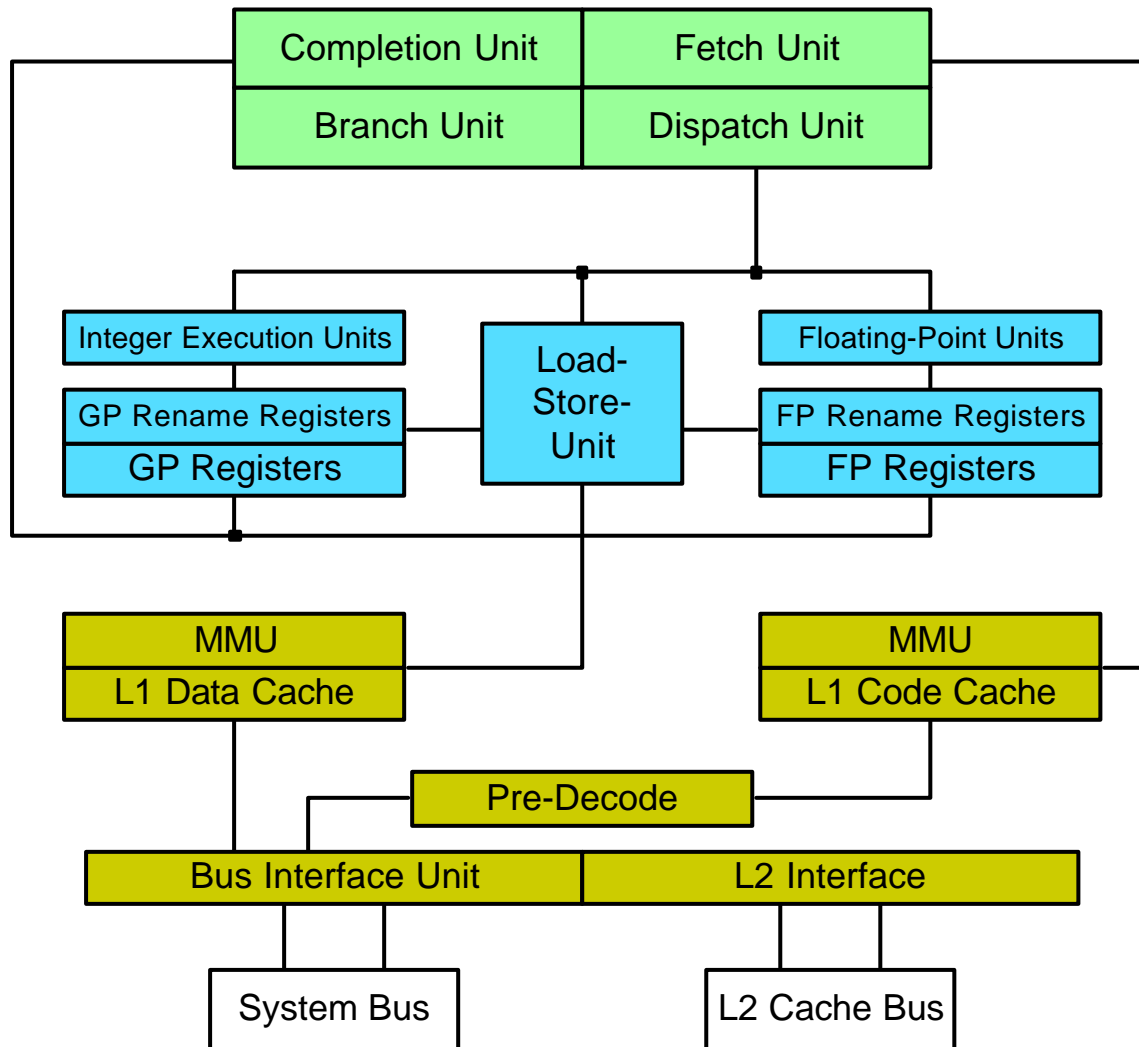 Completion Unit
Fetch Unit
Branch Unit
Dispatch Unit
Integer Execution Units
Load-
Store-
Unit
Floating-Point Units
GP Rename Registers
FP Rename Registers
GP Registers
FP Registers
MMU
MMU
L1 Data Cache
L1 Code Cache
Pre-Decode
Bus Interface Unit
L2 Interface
System Bus
L2 Cache Bus